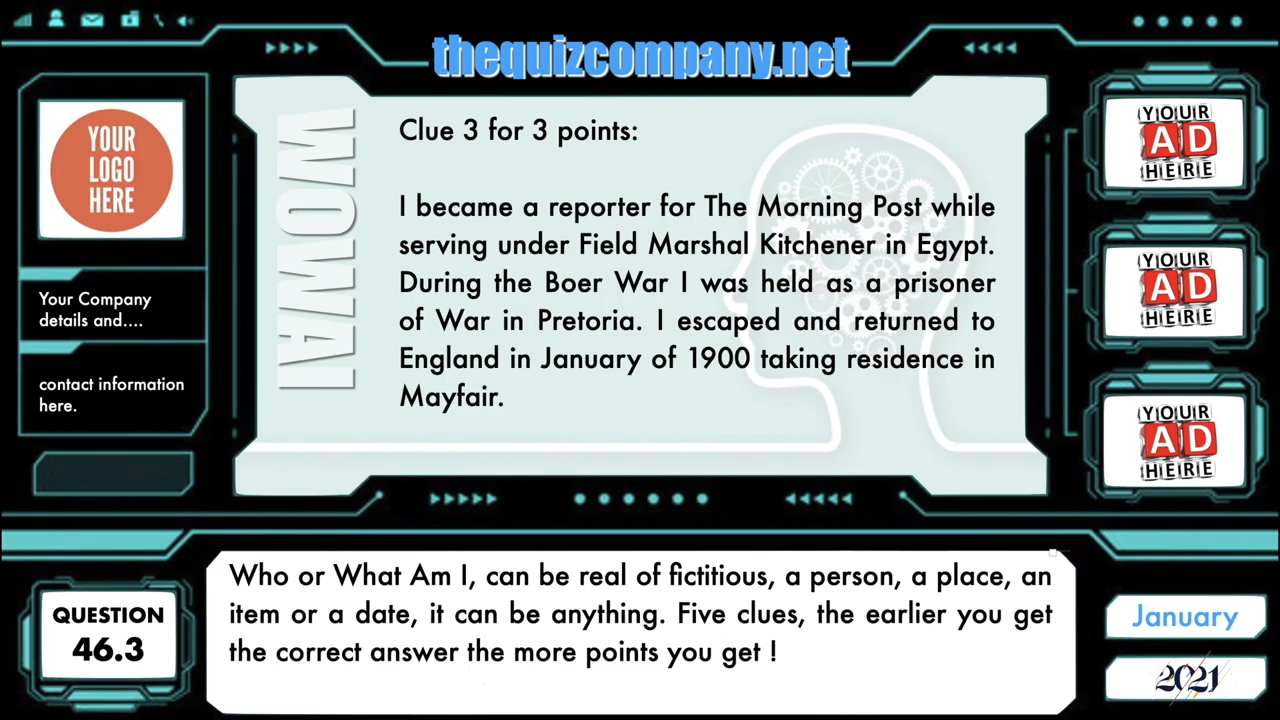 thequizcompany.net
YOUR
LOGO
HERE
Your Company
details and....
contact information
here.
WOWAI
Clue 3 for 3 points:
I became a reporter for The Morning Post while
serving under Field Marshal Kitchener in Egypt.
During the Boer War I was held as a prisoner
of War in Pretoria. I escaped and returned to
England in January of 1900 taking residence in
Mayfair.
YOUR
AD
HERE
YOUR
AD
HERE
YOUR
AD
HERE
QUESTION
46.3
Who or What Am I, can be real of fictitious, a person, a place, an
item or a date, it can be anything. Five clues, the earlier you get
the correct answer the more points you get !
January
2021